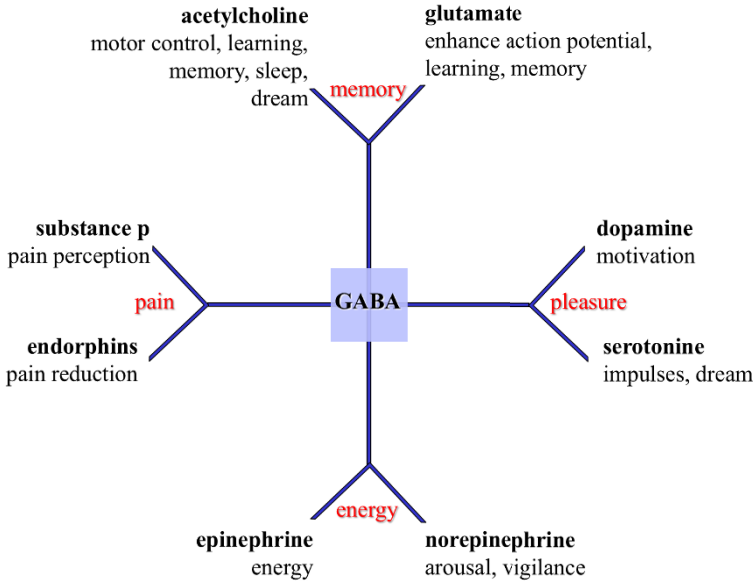 acetylcholine
motor control, learning,
memory, sleep,
dream
glutamate
enhance action potential,
learning, memory
memory
substance p
pain perception
pain
endorphins
pain reduction
GABA
dopamine
motivation
pleasure
serotonine
impulses, dream
energy
epinephrine
energy
norepinephrine
arousal, vigilance